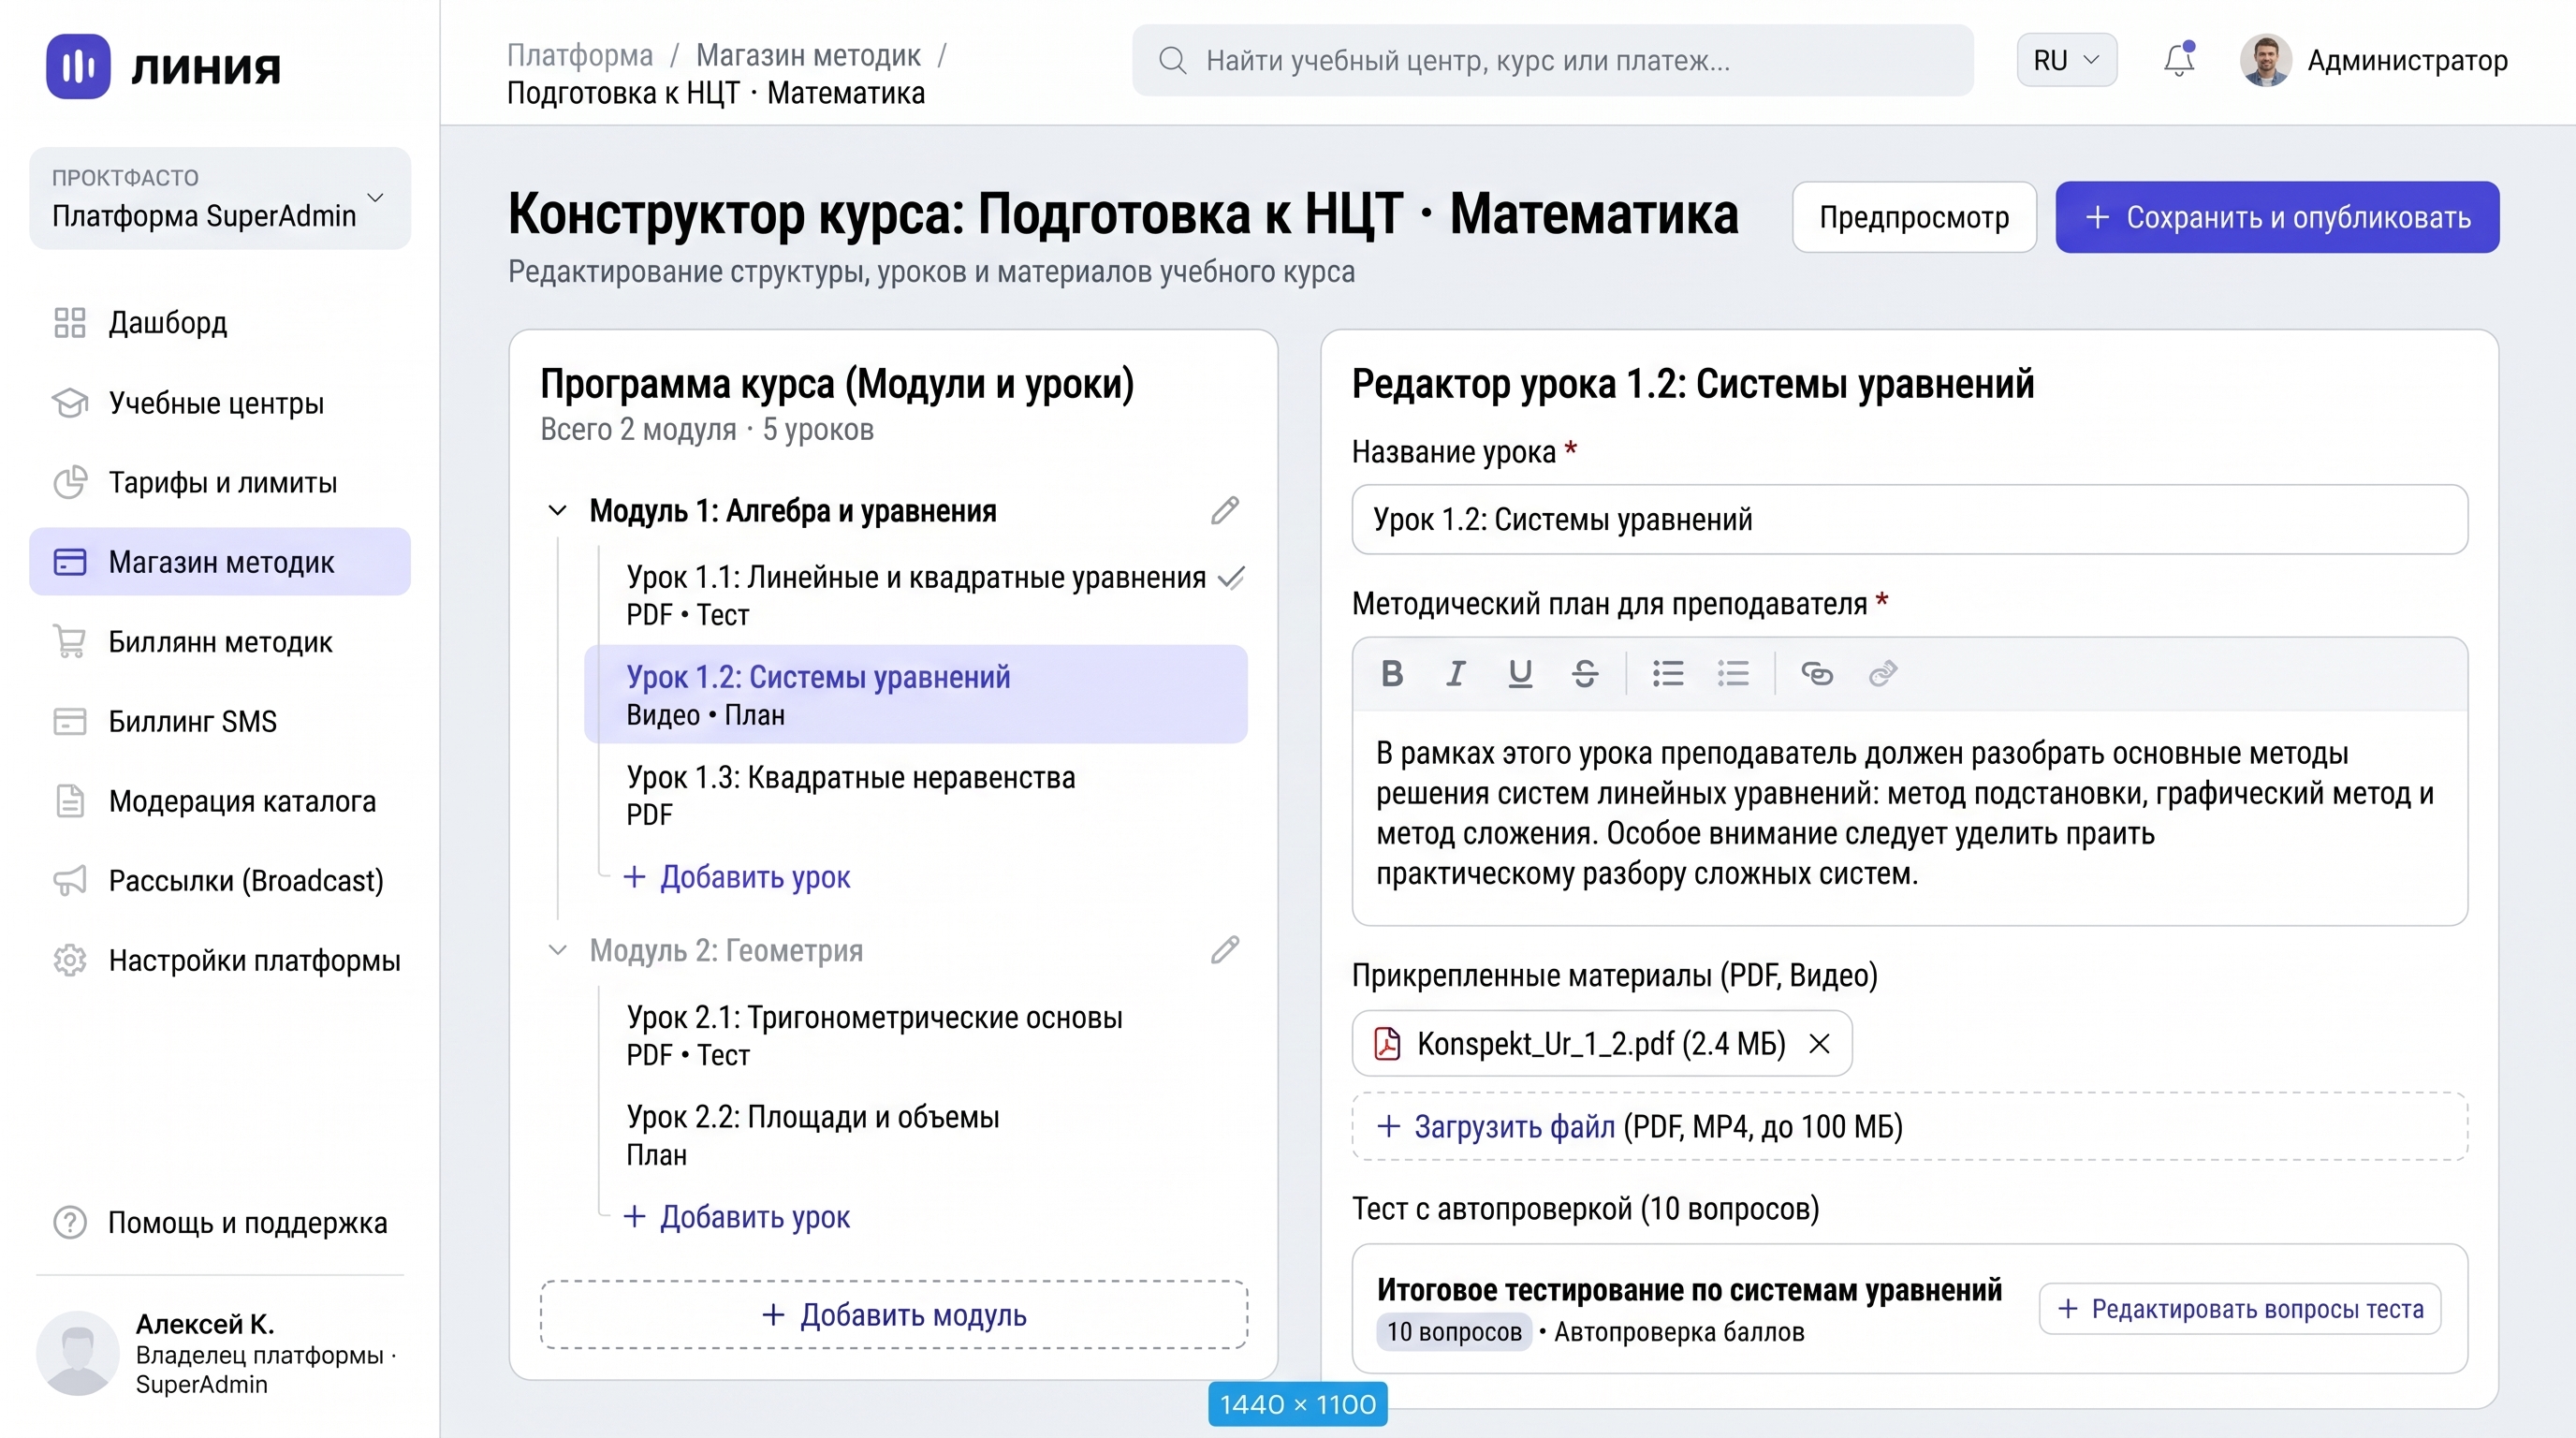 ЛИНИЯ
ПРОКТФАСТО
Платформа SuperAdmin
Дашборд
Учебные центры
Тарифы и лимиты
Магазин методик
Биллянн методик
Биллинг SMS
Модерация каталога
Рассылки (Broadcast)
Настройки платформы
Помощь и поддержка
Алексей К.
Владелец платформы ·
SuperAdmin
Платформа / Магазин методик /
Подготовка к НЦТ · Математика
Найти учебный центр, курс или платеж...
RU
Администратор
Конструктор курса: Подготовка к НЦТ · Математика
Редактирование структуры, уроков и материалов учебного курса
Предпросмотр
+ Сохранить и опубликовать
Программа курса (Модули и уроки)
Всего 2 модуля · 5 уроков
Модуль 1: Алгебра и уравнения
Урок 1.1: Линейные и квадратные уравнения
PDF • Тест
Урок 1.2: Системы уравнений
Видео • План
Урок 1.3: Квадратные неравенства
PDF
+ Добавить урок
Модуль 2: Геометрия
Урок 2.1: Тригонометрические основы
PDF • Тест
Урок 2.2: Площади и объемы
План
+ Добавить урок
+ Добавить модуль
Редактор урока 1.2: Системы уравнений
Название урока *
Урок 1.2: Системы уравнений
Методический план для преподавателя *
B I U S
В рамках этого урока преподаватель должен разобрать основные методы
решения систем линейных уравнений: метод подстановки, графический метод и
метод сложения. Особое внимание следует уделить праить
практическому разбору сложных систем.
Прикрепленные материалы (PDF, Видео)
Konspekt_Ur_1_2.pdf (2.4 МБ)
+ Загрузить файл (PDF, MP4, до 100 МБ)
Тест с автопроверкой (10 вопросов)
Итоговое тестирование по системам уравнений
10 вопросов • Автопроверка баллов
+ Редактировать вопросы теста
1440 × 1100